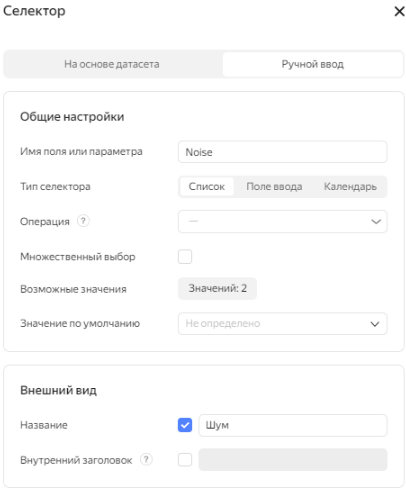 Селектор
На основе датасета Ручной ввод
Общие настройки
Имя поля или параметра Noise
Тип селектора Список Поле ввода Календарь
Операция ? —
Множественный выбор
Возможные значения Значений: 2
Значение по умолчанию Не определено
Внешний вид
Название Шум
Внутренний заголовок ?